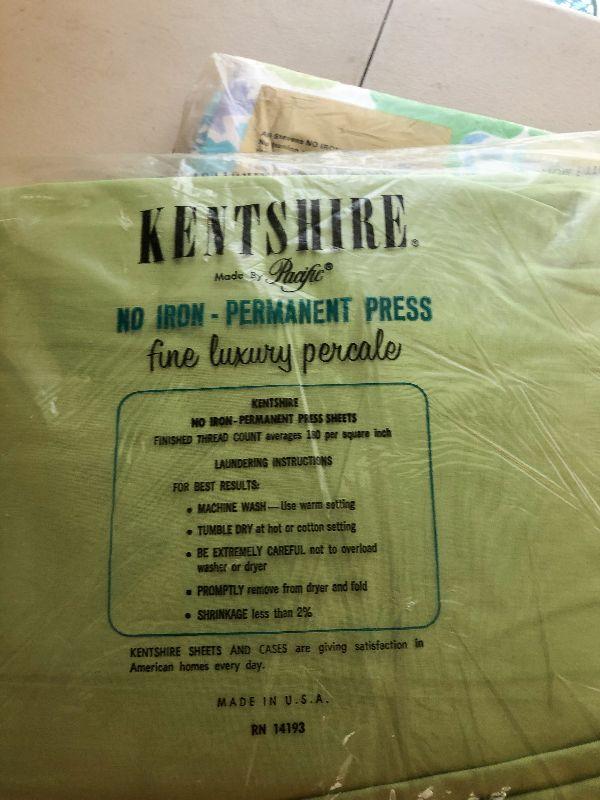 NO IRON
KENTSHIRE®
Made By Pacific®
NO IRON - PERMANENT PRESS
fine luxury percale
KENTSHIRE
NO IRON-PERMANENT PRESS SHEETS
FINISHED THREAD COUNT averages 180 per square inch
LAUNDERING INSTRUCTIONS
FOR BEST RESULTS:
• MACHINE WASH — Use warm setting
• TUMBLE DRY at hot or cotton setting
• BE EXTREMELY CAREFUL not to overload
washer or dryer
• PROMPTLY remove from dryer and fold
• SHRINKAGE less than 2%
KENTSHIRE SHEETS AND CASES are giving satisfaction in
American homes every day.
MADE IN U.S.A.
RN 14193